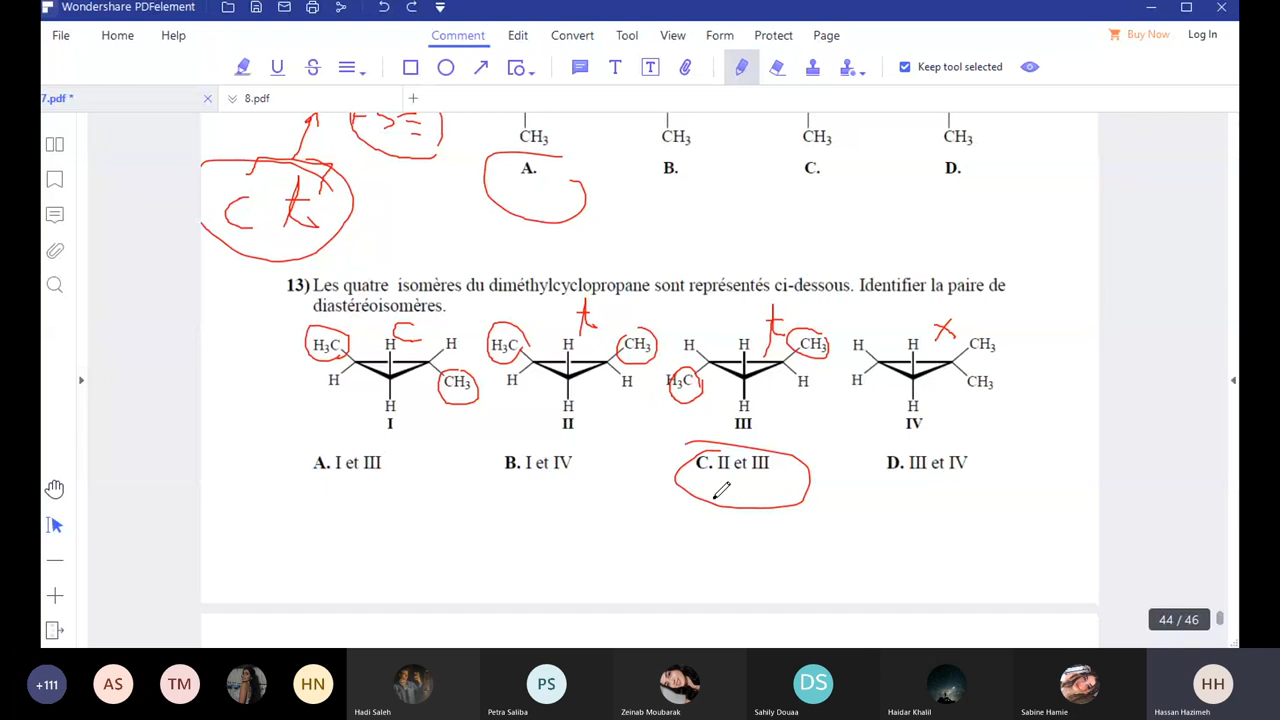 Wondershare PDFelement
File Home Help Comment Edit Convert Tool View Form Protect Page Buy Now Log In
Keep tool selected
7.pdf * 8.pdf
CH3 CH3 CH3 CH3
A. B. C. D.
c t
13) Les quatre isomères du diméthylcyclopropane sont représentés ci-dessous. Identifier la paire de
diastéréoisomères.
c t t x
H3C H H H3C H CH3 H H CH3 H H CH3
H CH3 H H H3C H H CH3
H H H H
I II III IV
A. I et III B. I et IV C. II et III D. III et IV
44 / 46
+111 AS TM HN PS DS HH
Hadi Saleh Petra Saliba Zeinab Moubarak Sahily Douaa Haidar Khalil Sabine Hamie Hassan Hazimeh